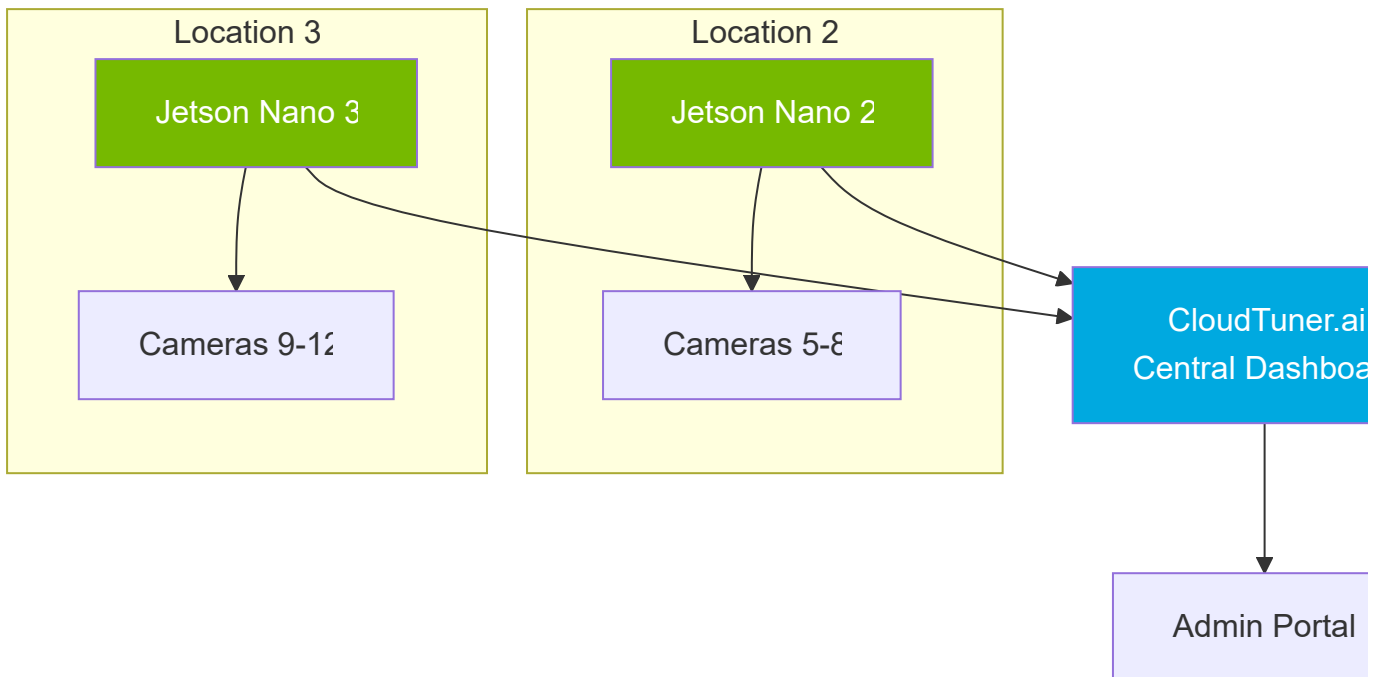 Location 3
Location 2
Jetson Nano 3
Jetson Nano 2
Cameras 9-12
Cameras 5-8
CloudTuner.ai
Central Dashboa
Admin Portal